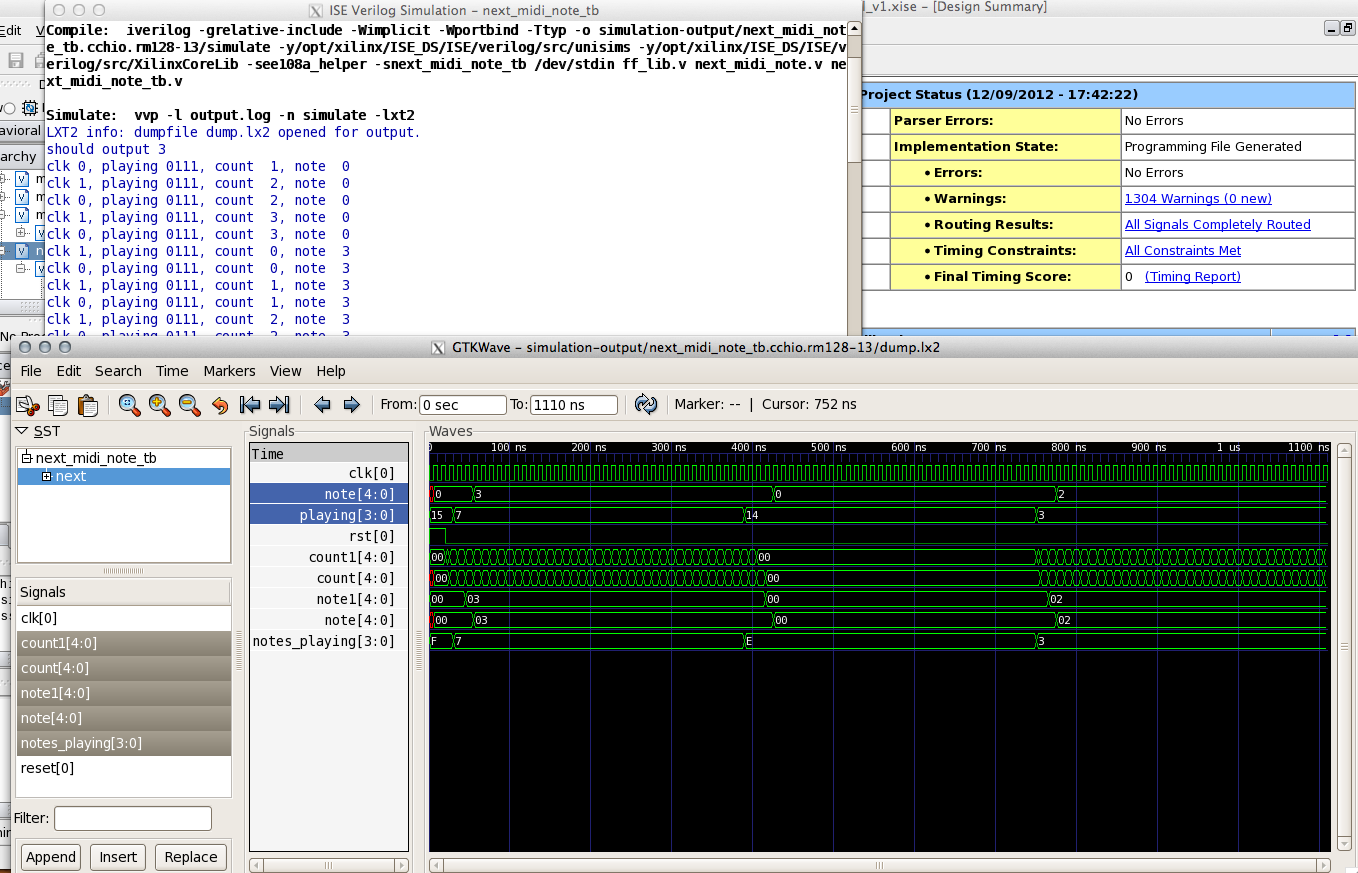 ISE Verilog Simulation – next_midi_note_tb
l_v1.xise – [Design Summary]
Edit
Compile:  iverilog -grelative-include -Wimplicit -Wportbind -Ttyp -o simulation-output/next_midi_not
e_tb.cchio.rm128-13/simulate -y/opt/xilinx/ISE_DS/ISE/verilog/src/unisims -y/opt/xilinx/ISE_DS/ISE/v
erilog/src/XilinxCoreLib -see108a_helper -snext_midi_note_tb /dev/stdin ff_lib.v next_midi_note.v ne
xt_midi_note_tb.v
Simulate:  vvp -l output.log -n simulate -lxt2
LXT2 info: dumpfile dump.lx2 opened for output.
should output 3
clk 0, playing 0111, count  1, note  0
clk 1, playing 0111, count  2, note  0
clk 0, playing 0111, count  2, note  0
clk 1, playing 0111, count  3, note  0
clk 0, playing 0111, count  3, note  0
clk 1, playing 0111, count  0, note  3
clk 0, playing 0111, count  0, note  3
clk 1, playing 0111, count  1, note  3
clk 0, playing 0111, count  1, note  3
clk 1, playing 0111, count  2, note  3
avioral
archy
Project Status (12/09/2012 - 17:42:22)
Parser Errors: No Errors
Implementation State: Programming File Generated
• Errors: No Errors
• Warnings: 1304 Warnings (0 new)
• Routing Results: All Signals Completely Routed
• Timing Constraints: All Constraints Met
• Final Timing Score: 0 (Timing Report)
GTKWave – simulation-output/next_midi_note_tb.cchio.rm128-13/dump.lx2
File Edit Search Time Markers View Help
From: 0 sec To: 1110 ns Marker: -- | Cursor: 752 ns
SST
next_midi_note_tb
next
Signals
clk[0]
count1[4:0]
count[4:0]
note1[4:0]
note[4:0]
notes_playing[3:0]
reset[0]
Filter:
Append Insert Replace
Signals
Time
clk[0]
note[4:0]
playing[3:0]
rst[0]
count1[4:0]
count[4:0]
note1[4:0]
note[4:0]
notes_playing[3:0]
Waves
0 100 ns 200 ns 300 ns 400 ns 500 ns 600 ns 700 ns 800 ns 900 ns 1 us 1100 ns
0 3 0 2
15 7 14 3
00 00
00 00
00 03 00 02
00 03 00 02
F 7 E 3